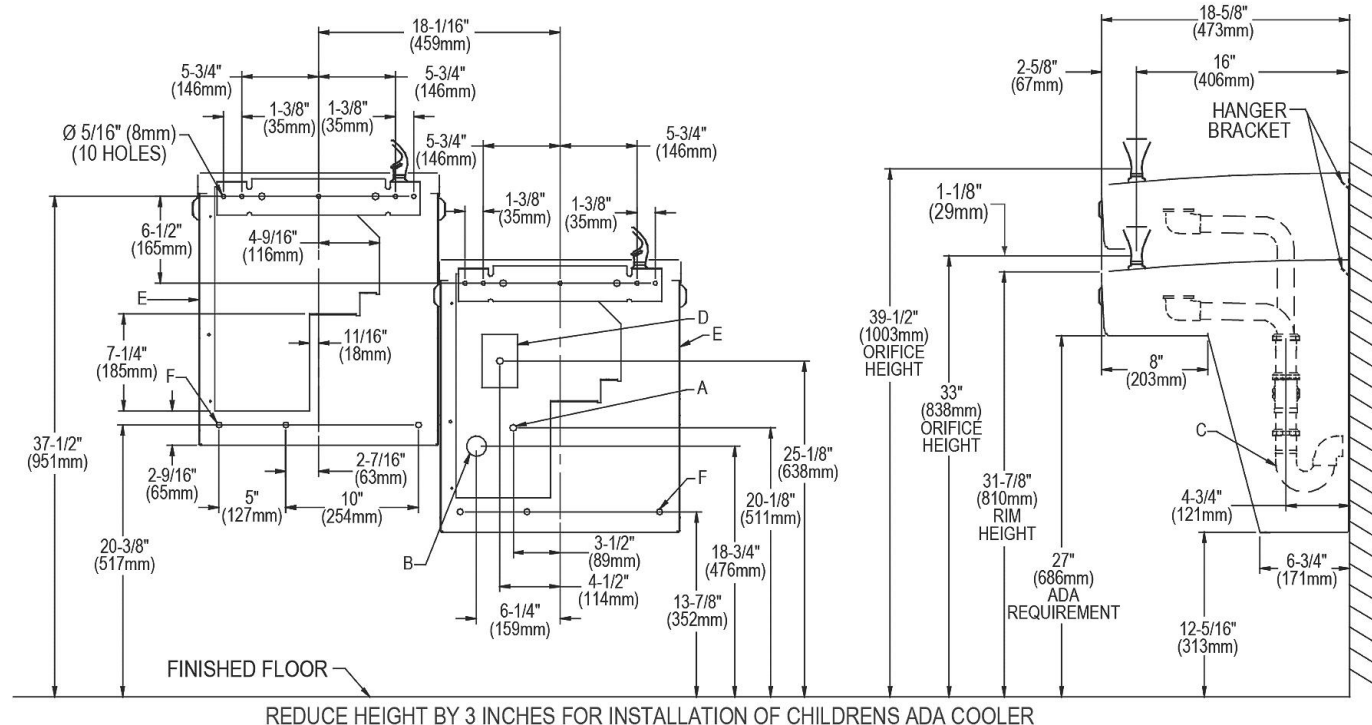 18-1/16"
(459mm)
5-3/4"
(146mm)
5-3/4"
(146mm)
1-3/8"
(35mm)
1-3/8"
(35mm)
Ø 5/16" (8mm)
(10 HOLES)
5-3/4"
(146mm)
5-3/4"
(146mm)
1-3/8"
(35mm)
1-3/8"
(35mm)
6-1/2"
(165mm)
4-9/16"
(116mm)
E
7-1/4"
(185mm)
F
11/16"
(18mm)
D
E
A
37-1/2"
(951mm)
2-9/16"
(65mm)
2-7/16"
(63mm)
5"
(127mm)
10"
(254mm)
20-3/8"
(517mm)
B
F
3-1/2"
(89mm)
4-1/2"
(114mm)
6-1/4"
(159mm)
25-1/8"
(638mm)
20-1/8"
(511mm)
18-3/4"
(476mm)
13-7/8"
(352mm)
18-5/8"
(473mm)
2-5/8"
(67mm)
16"
(406mm)
HANGER
BRACKET
1-1/8"
(29mm)
39-1/2"
(1003mm)
ORIFICE
HEIGHT
8"
(203mm)
33"
(838mm)
ORIFICE
HEIGHT
C
31-7/8"
(810mm)
RIM
HEIGHT
4-3/4"
(121mm)
27"
(686mm)
ADA
REQUIREMENT
6-3/4"
(171mm)
12-5/16"
(313mm)
FINISHED FLOOR
REDUCE HEIGHT BY 3 INCHES FOR INSTALLATION OF CHILDRENS ADA COOLER